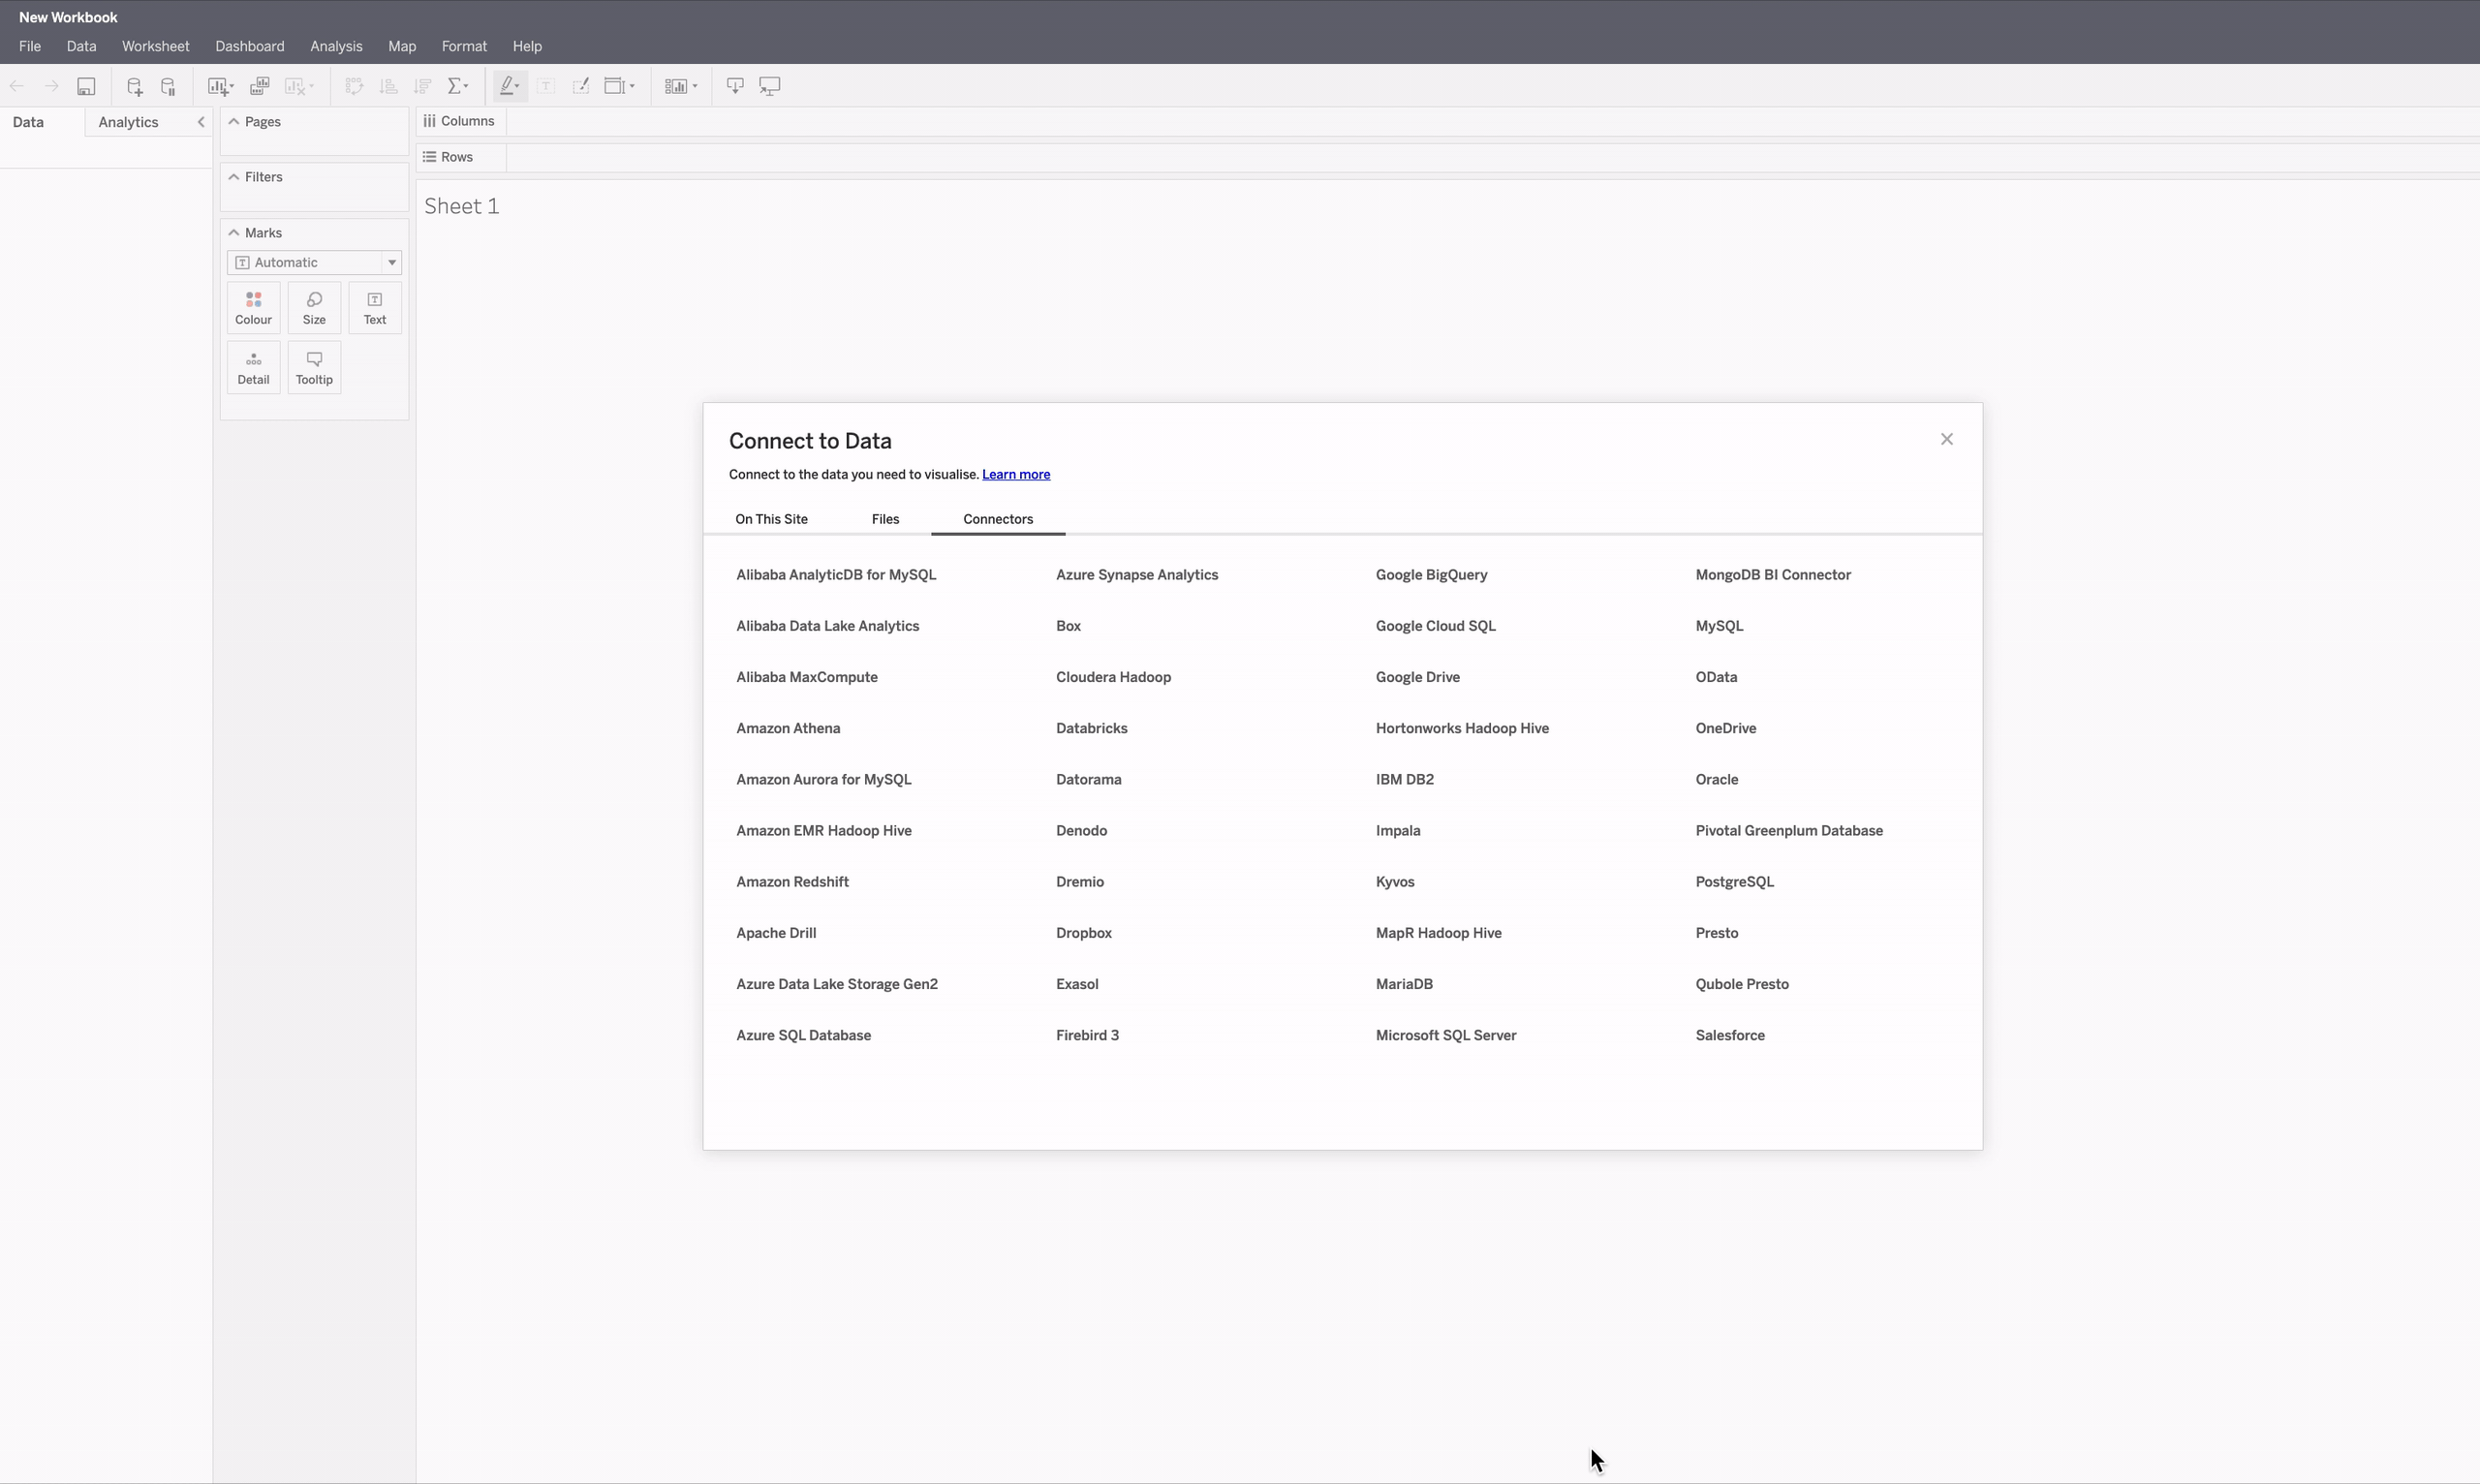 New Workbook
File Data Worksheet Dashboard Analysis Map Format Help
Data Analytics
Pages
Columns
Rows
Filters
Sheet 1
Marks
Automatic
Colour Size Text
Detail Tooltip
Connect to Data
Connect to the data you need to visualise. Learn more
On This Site Files Connectors
Alibaba AnalyticDB for MySQL
Alibaba Data Lake Analytics
Alibaba MaxCompute
Amazon Athena
Amazon Aurora for MySQL
Amazon EMR Hadoop Hive
Amazon Redshift
Apache Drill
Azure Data Lake Storage Gen2
Azure SQL Database
Azure Synapse Analytics
Box
Cloudera Hadoop
Databricks
Datorama
Denodo
Dremio
Dropbox
Exasol
Firebird 3
Google BigQuery
Google Cloud SQL
Google Drive
Hortonworks Hadoop Hive
IBM DB2
Impala
Kyvos
MapR Hadoop Hive
MariaDB
Microsoft SQL Server
MongoDB BI Connector
MySQL
OData
OneDrive
Oracle
Pivotal Greenplum Database
PostgreSQL
Presto
Qubole Presto
Salesforce